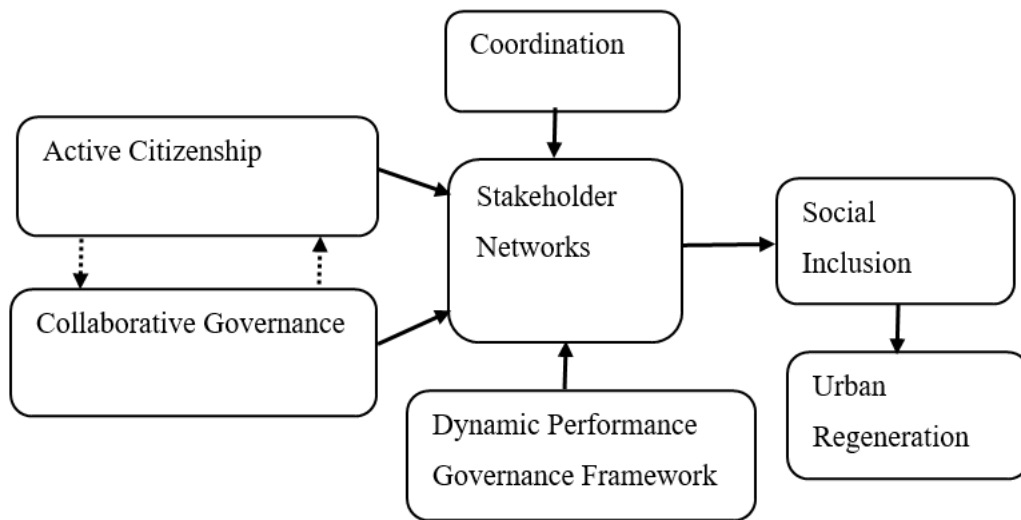 Coordination
Active Citizenship
Stakeholder
Networks
Social
Inclusion
Collaborative Governance
Urban
Regeneration
Dynamic Performance
Governance Framework